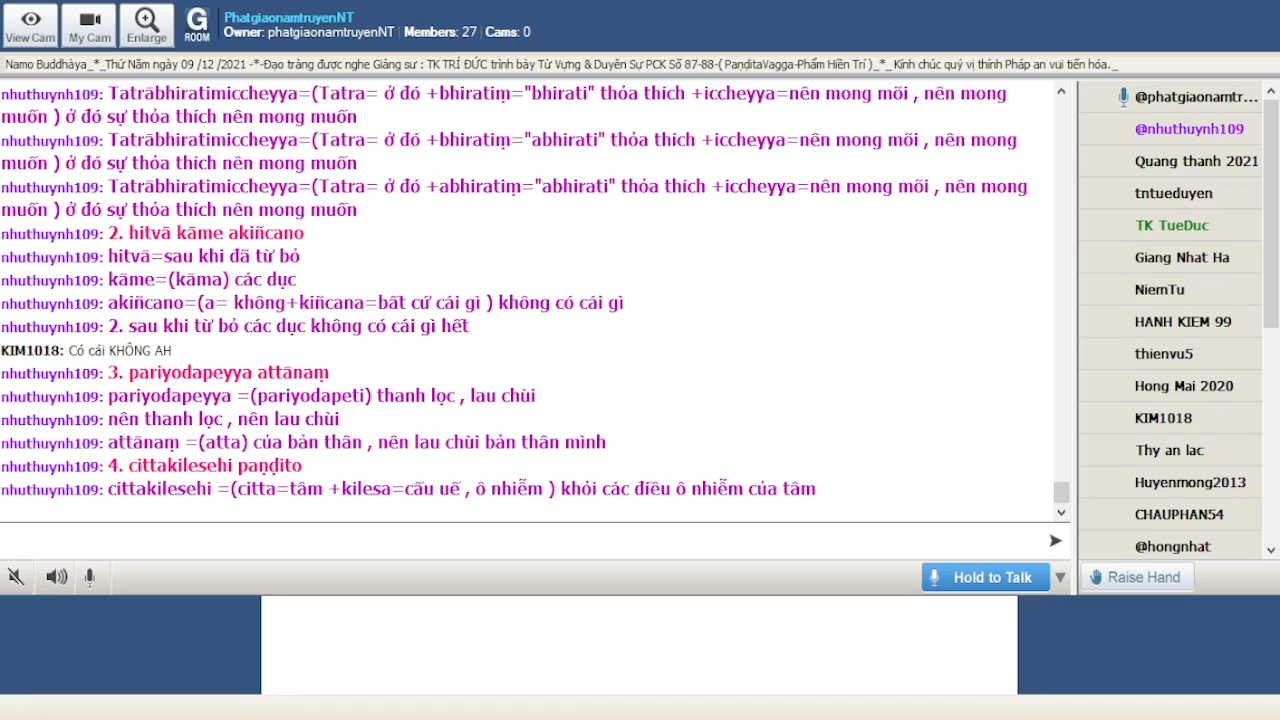 View Cam
My Cam
Enlarge
G
ROOM
PhatgiaonamtruyenNT
Owner: phatgiaonamtruyenNT | Members: 27 | Cams: 0
Namo Buddhàya_*_Thứ Năm ngày 09 /12 /2021 -*-Đạo tràng được nghe Giảng sư : TK TRÍ ĐỨC trình bày Từ Vựng & Duyên Sự PCK Số 87-88-( PaṇḍitaVagga-Phẩm Hiền Trí )_*_ Kính chúc quý vị thính Pháp an vui tiến hóa._
nhuthuynh109: Tatrābhiratimiccheyya=(Tatra= ở đó +bhiratiṃ="bhirati" thỏa thích +iccheyya=nên mong mõi , nên mong
muốn ) ở đó sự thỏa thích nên mong muốn
nhuthuynh109: Tatrābhiratimiccheyya=(Tatra= ở đó +bhiratiṃ="abhirati" thỏa thích +iccheyya=nên mong mõi , nên mong
muốn ) ở đó sự thỏa thích nên mong muốn
nhuthuynh109: Tatrābhiratimiccheyya=(Tatra= ở đó +abhiratiṃ="abhirati" thỏa thích +iccheyya=nên mong mõi , nên mong
muốn ) ở đó sự thỏa thích nên mong muốn
nhuthuynh109: 2. hitvā kāme akiñcano
nhuthuynh109: hitvā=sau khi đã từ bỏ
nhuthuynh109: kāme=(kāma) các dục
nhuthuynh109: akiñcano=(a= không+kiñcana=bất cứ cái gì ) không có cái gì
nhuthuynh109: 2. sau khi từ bỏ các dục không có cái gì hết
KIM1018: Có cái KHÔNG AH
nhuthuynh109: 3. pariyodapeyya attānaṃ
nhuthuynh109: pariyodapeyya =(pariyodapeti) thanh lọc , lau chùi
nhuthuynh109: nên thanh lọc , nên lau chùi
nhuthuynh109: attānaṃ =(atta) của bản thân , nên lau chùi bản thân mình
nhuthuynh109: 4. cittakilesehi paṇḍito
nhuthuynh109: cittakilesehi =(citta=tâm +kilesa=cấu uế , ô nhiễm ) khỏi các điều ô nhiễm của tâm
@phatgiaonamtr...
@nhuthuynh109
Quang thanh 2021
tntueduyen
TK TueDuc
Giang Nhat Ha
NiemTu
HANH KIEM 99
thienvu5
Hong Mai 2020
KIM1018
Thy an lac
Huyenmong2013
CHAUPHAN54
@hongnhat
Hold to Talk
Raise Hand